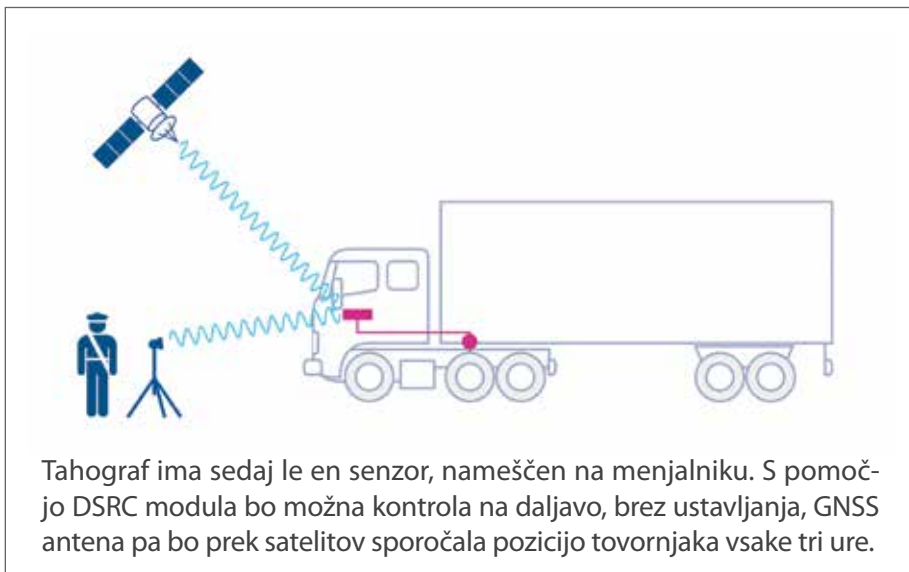 Tahograf ima sedaj le en senzor, nameščen na menjalniku. S pomoč-
jo DSRC modula bo možna kontrola na daljavo, brez ustavljanja, GNSS
antena pa bo prek satelitov sporočala pozicijo tovornjaka vsake tri ure.